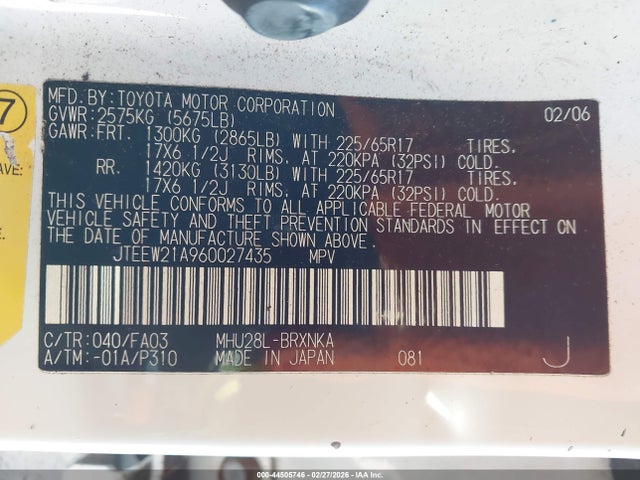 7
AVE:
MFD.BY:TOYOTA MOTOR CORPORATION 02/06
GVWR:2575KG (5675LB)
GAWR:FRT. 1300KG (2865LB) WITH 225/65R17 TIRES,
17X6 1/2J RIMS, AT 220KPA (32PSI) COLD.
RR. 1420KG (3130LB) WITH 225/65R17 TIRES,
17X6 1/2J RIMS, AT 220KPA (32PSI) COLD.
THIS VEHICLE CONFORMS TO ALL APPLICABLE FEDERAL MOTOR
VEHICLE SAFETY AND THEFT PREVENTION STANDARDS IN EFFECT ON
THE DATE OF MANUFACTURE SHOWN ABOVE.
JTEEW21A960027435 MPV
C/TR:040/FA03 MHU28L-BRXNKA
A/TM:-01A/P310 MADE IN JAPAN 081 J
000-44505746 - 02/27/2026 - IAAI, Inc.